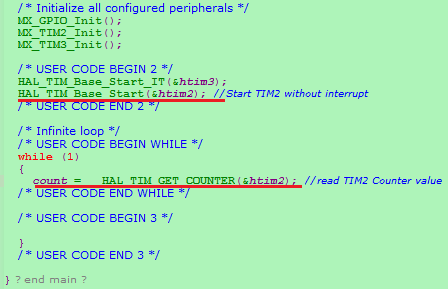 /* Initialize all configured peripherals */
MX_GPIO_Init();
MX_TIM2_Init();
MX_TIM3_Init();
/* USER CODE BEGIN 2 */
HAL_TIM_Base_Start_IT(&htim3);
HAL_TIM_Base_Start(&htim2); //Start TIM2 without interrupt
/* USER CODE END 2 */
/* Infinite loop */
/* USER CODE BEGIN WHILE */
while (1)
{
count = __HAL_TIM_GET_COUNTER(&htim2); //read TIM2 Counter value
/* USER CODE END WHILE */
/* USER CODE BEGIN 3 */
}
/* USER CODE END 3 */
} ? end main ?